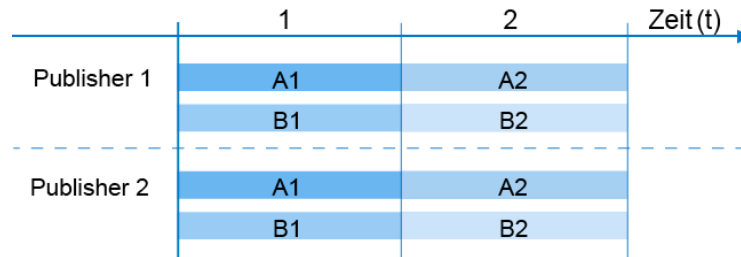 1 2 Zeit (t)
Publisher 1 A1 A2
B1 B2
Publisher 2 A1 A2
B1 B2